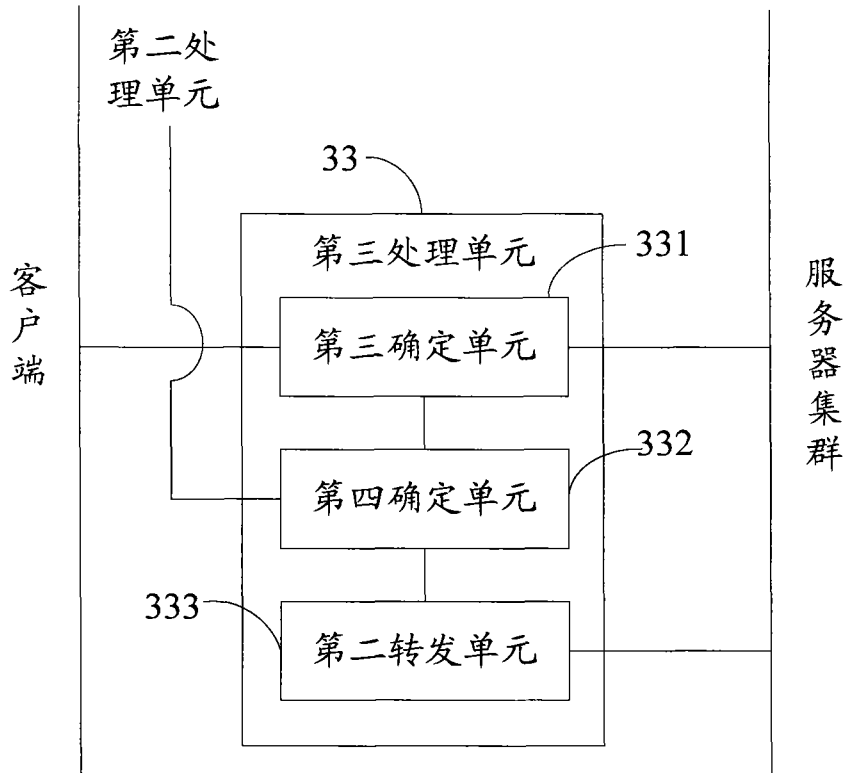 第二处
理单元
33
第三处理单元
331
客户端
第三确定单元
服务器集群
332
第四确定单元
333
第二转发单元